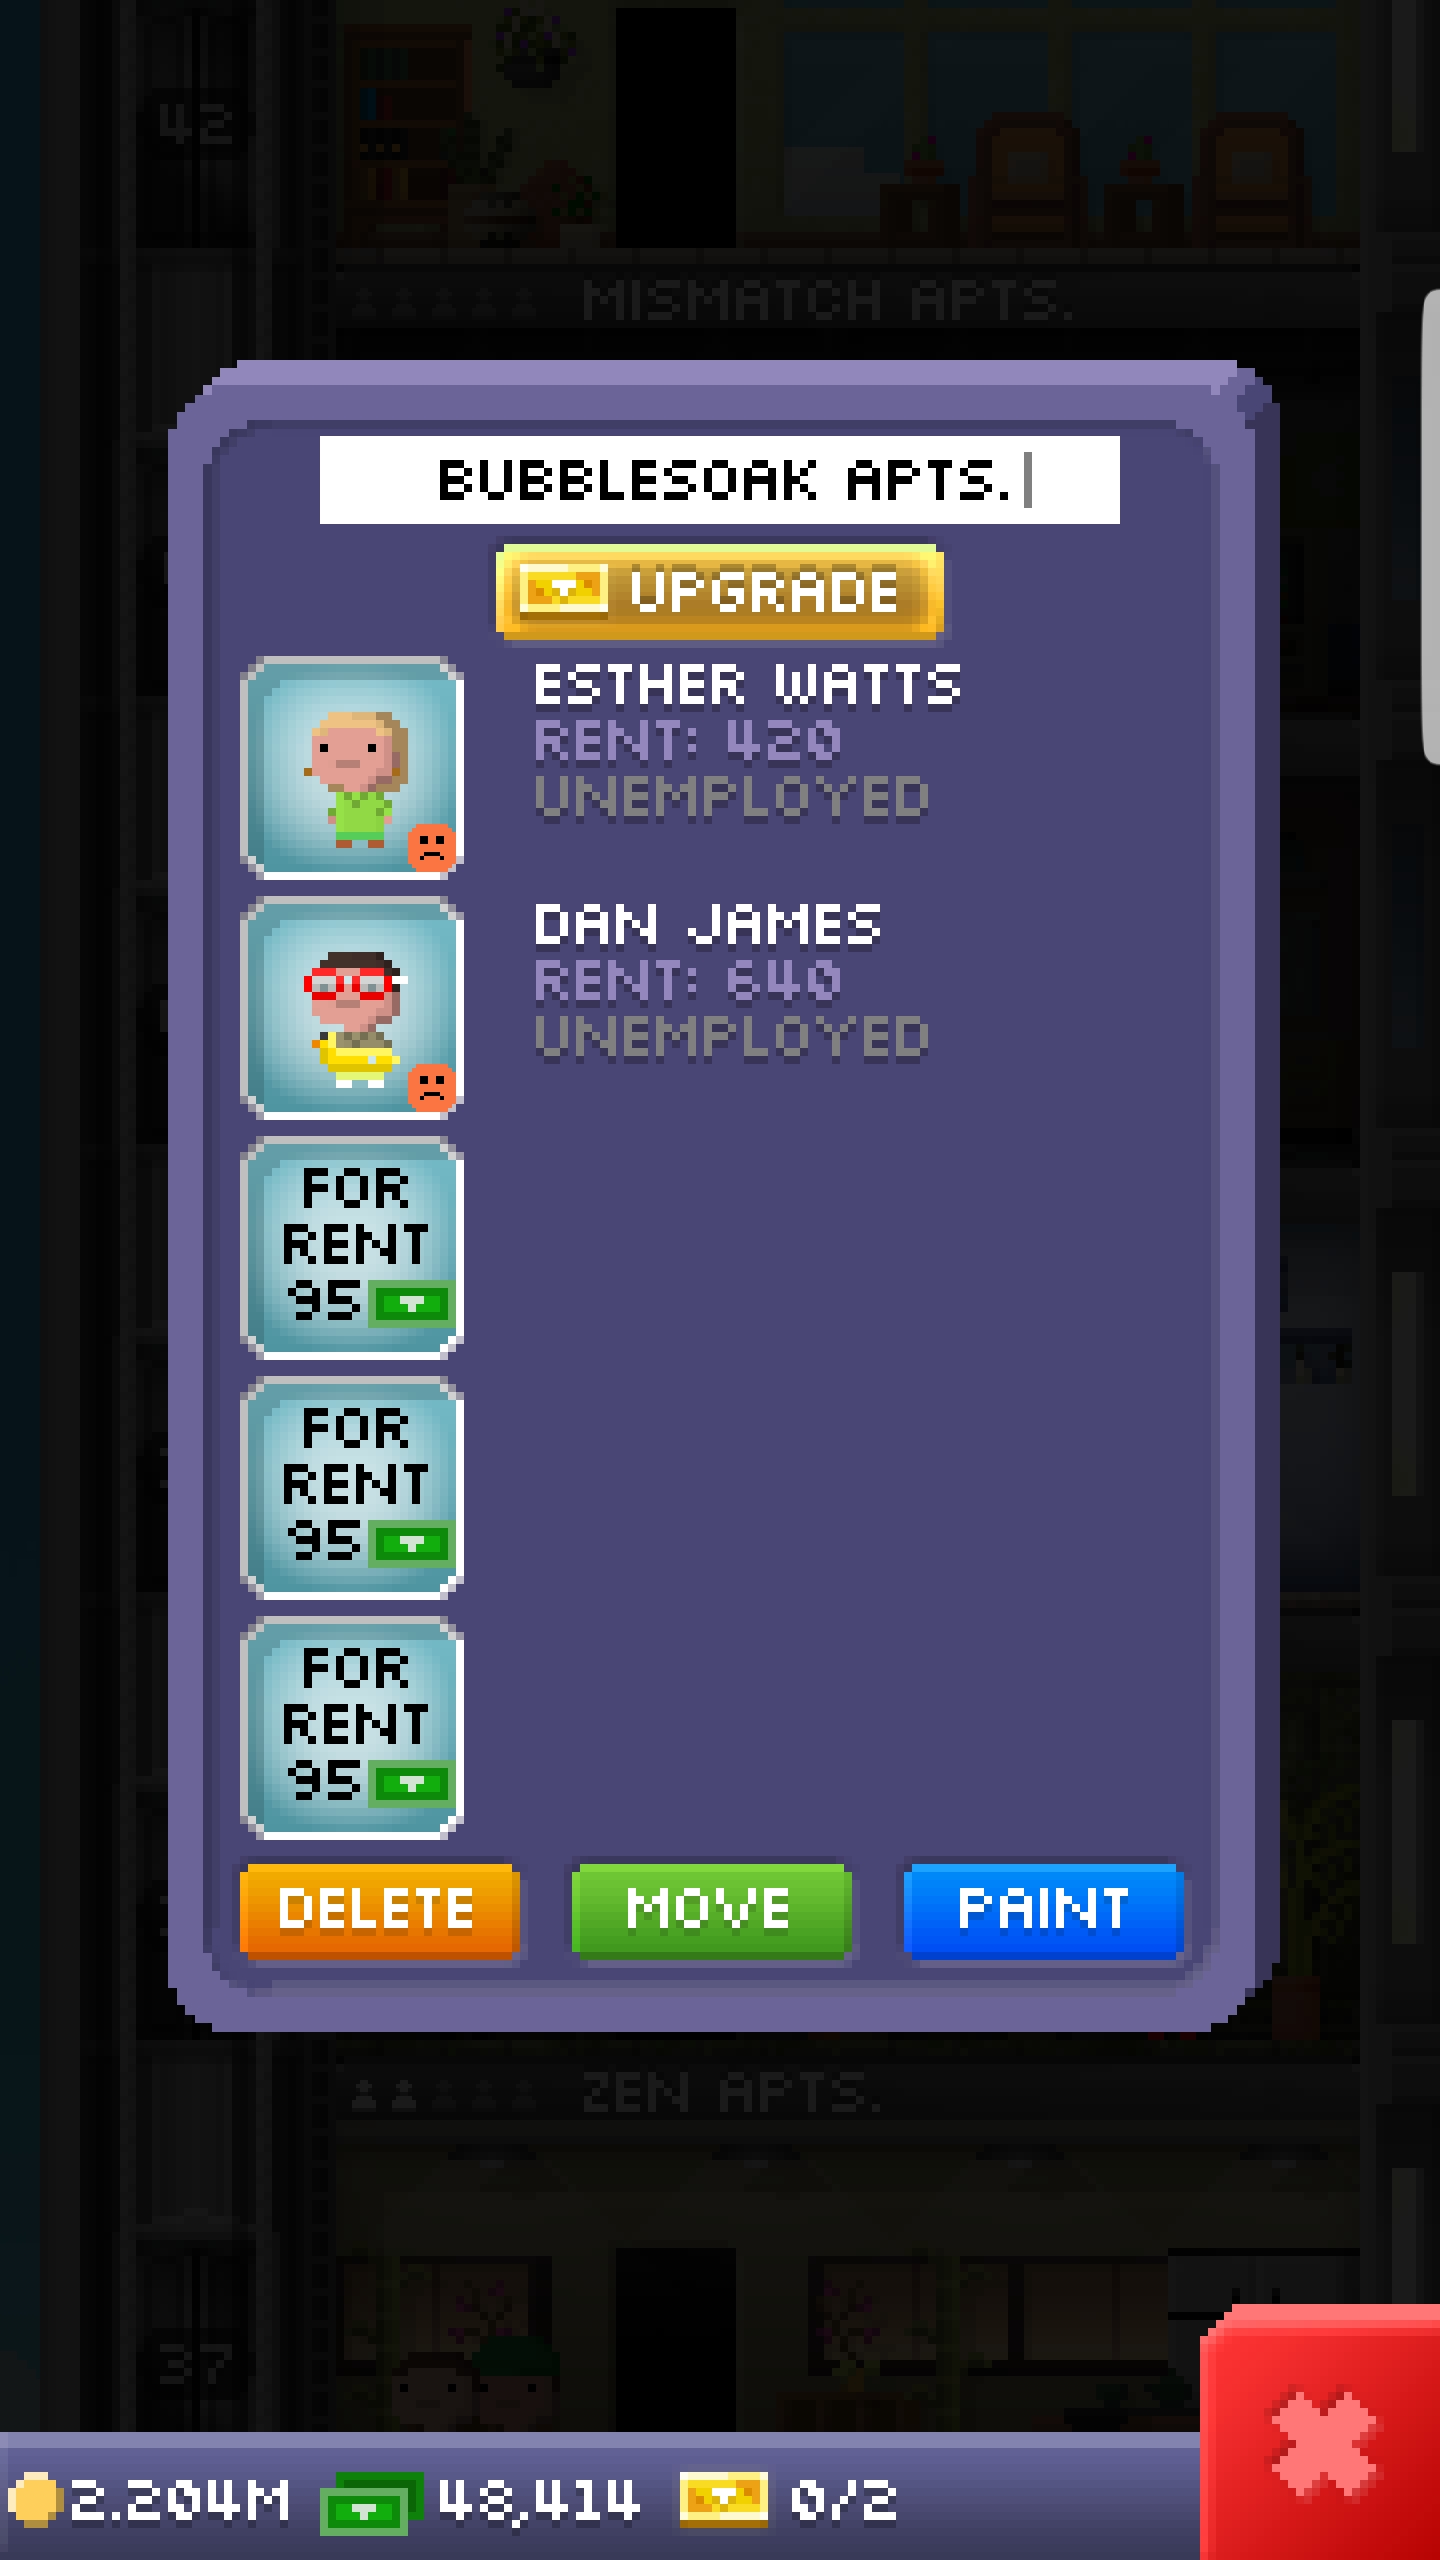 42
MISMATCH APTS.
BUBBLESOAK APTS.
UPGRADE
ESTHER WATTS
RENT: 420
UNEMPLOYED
DAN JAMES
RENT: 640
UNEMPLOYED
FOR
RENT
95
FOR
RENT
95
FOR
RENT
95
DELETE
MOVE
PAINT
ZEN APTS.
37
2.204M
48,414
0/2